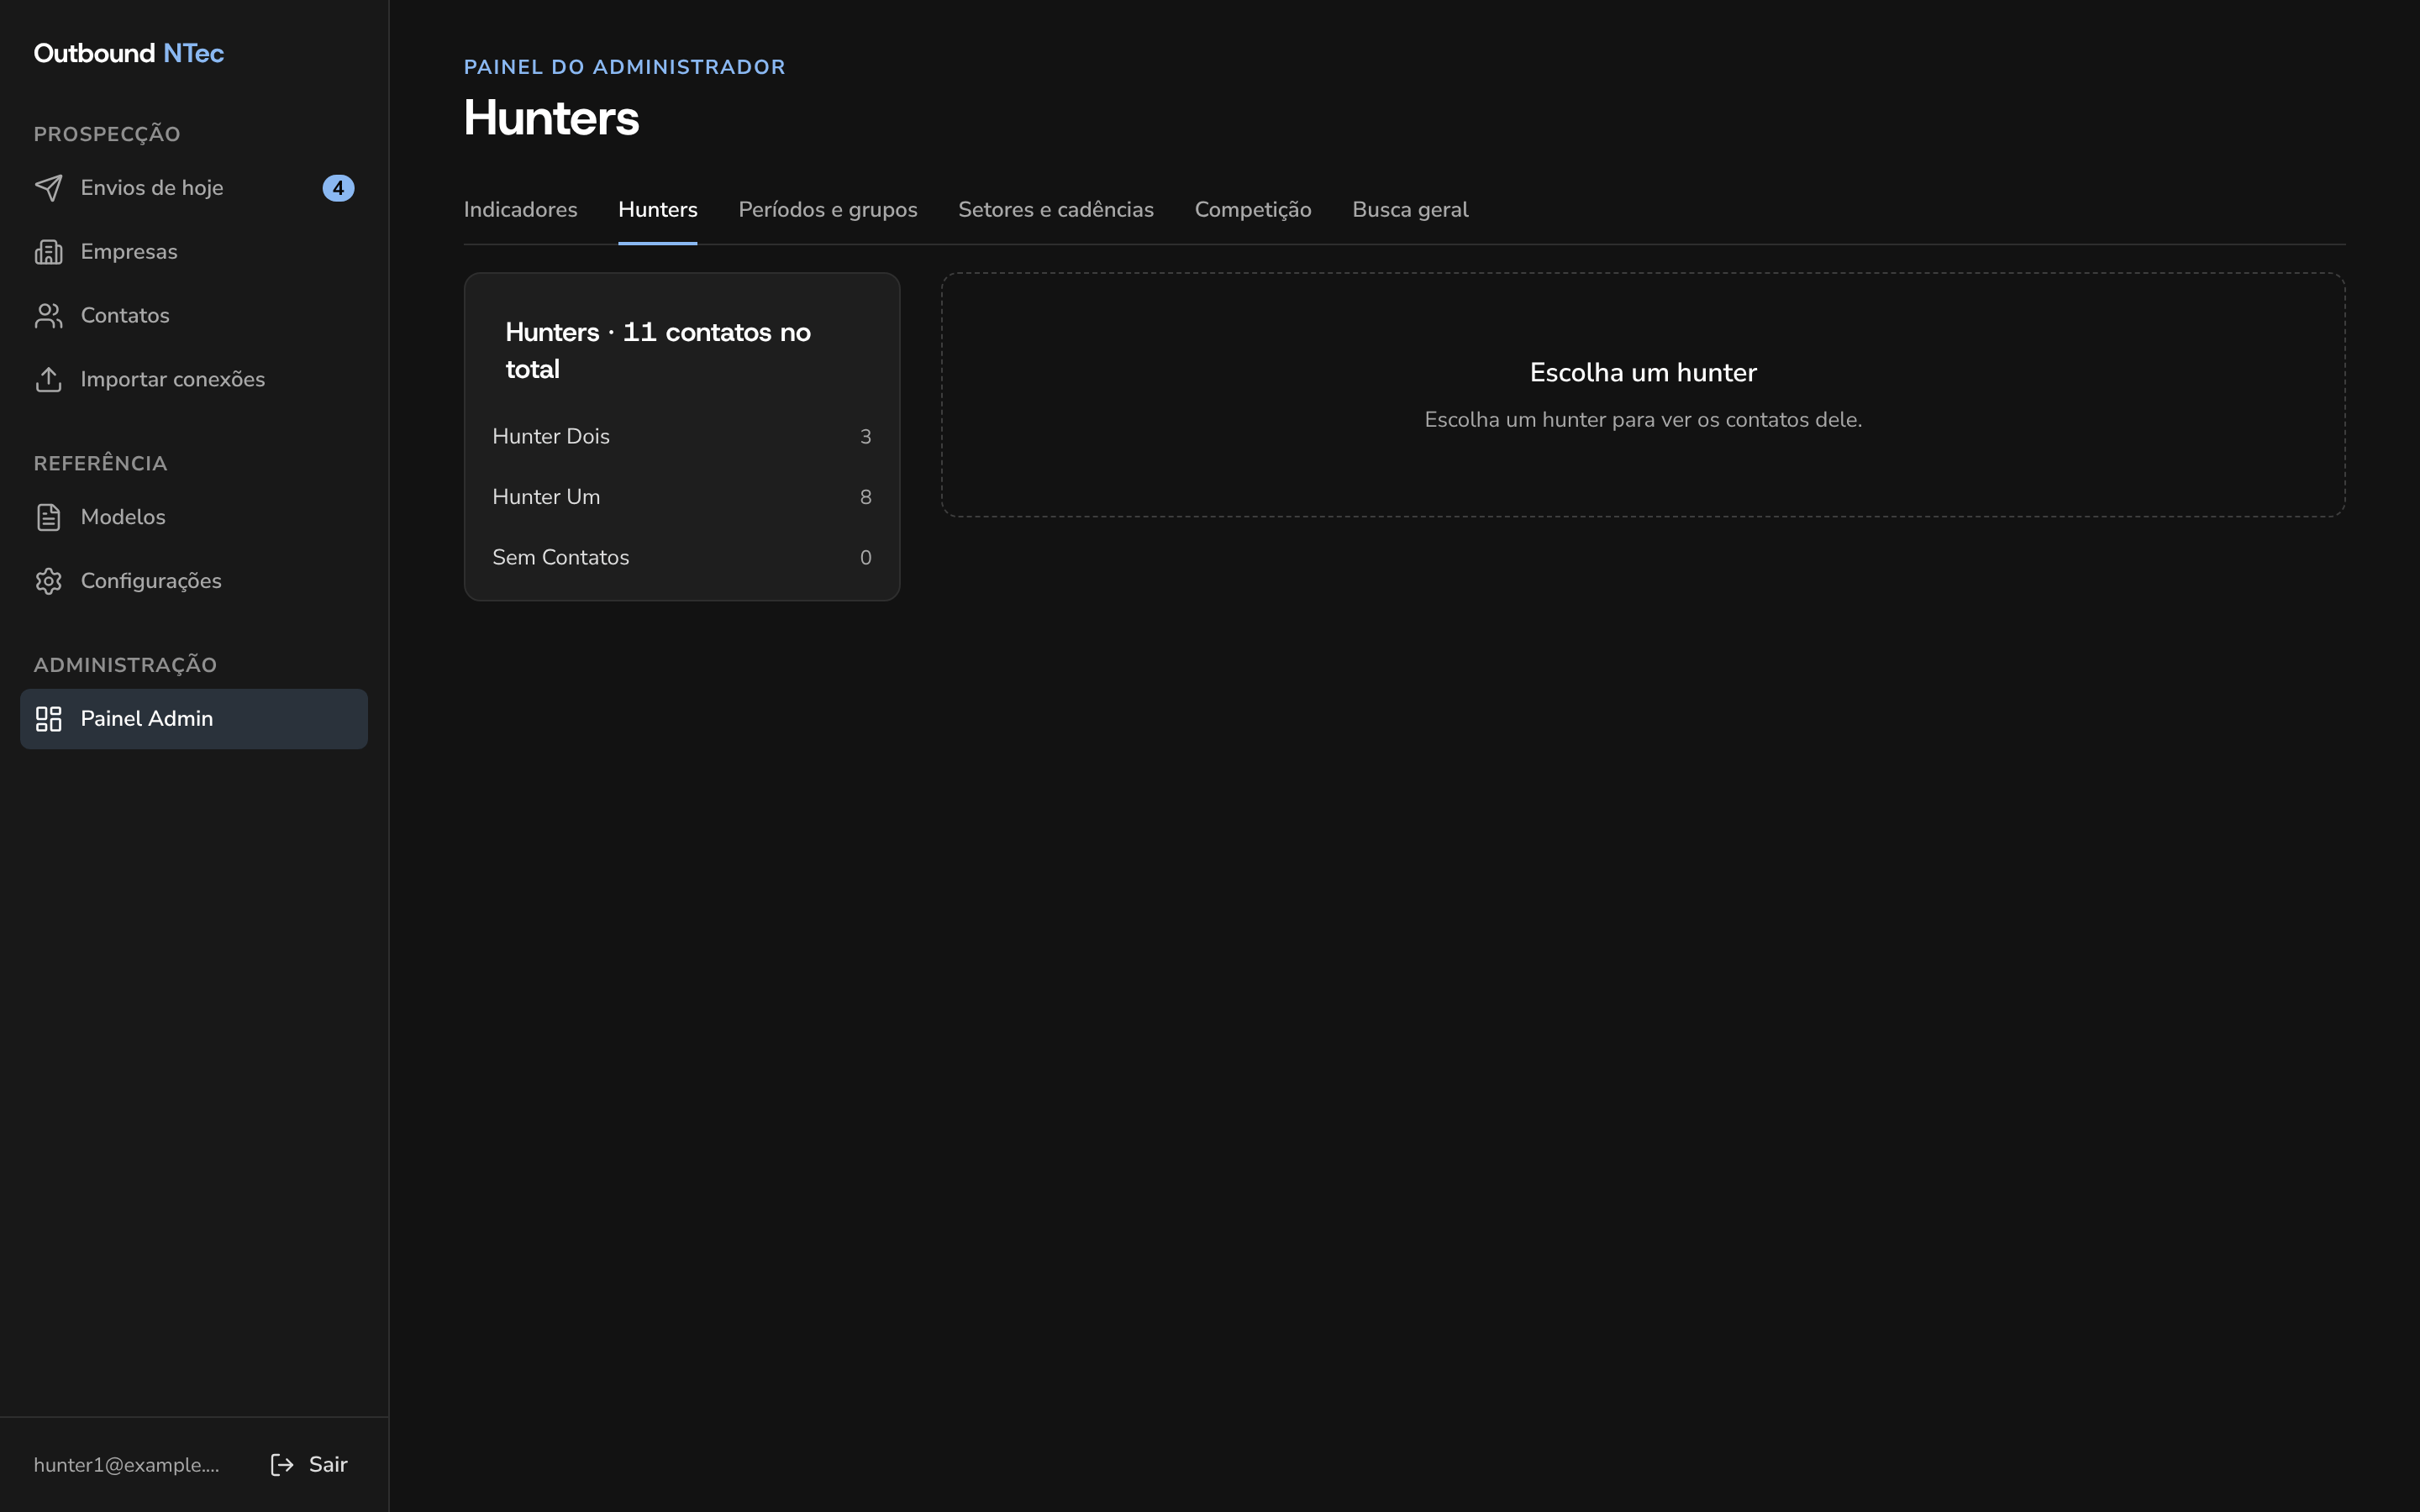 Outbound NTec
PROSPECÇÃO
Envios de hoje 4
Empresas
Contatos
Importar conexões
REFERÊNCIA
Modelos
Configurações
ADMINISTRAÇÃO
Painel Admin
hunter1@example....
Sair
PAINEL DO ADMINISTRADOR
Hunters
Indicadores Hunters Períodos e grupos Setores e cadências Competição Busca geral
Hunters · 11 contatos no
total
Hunter Dois 3
Hunter Um 8
Sem Contatos 0
Escolha um hunter
Escolha um hunter para ver os contatos dele.